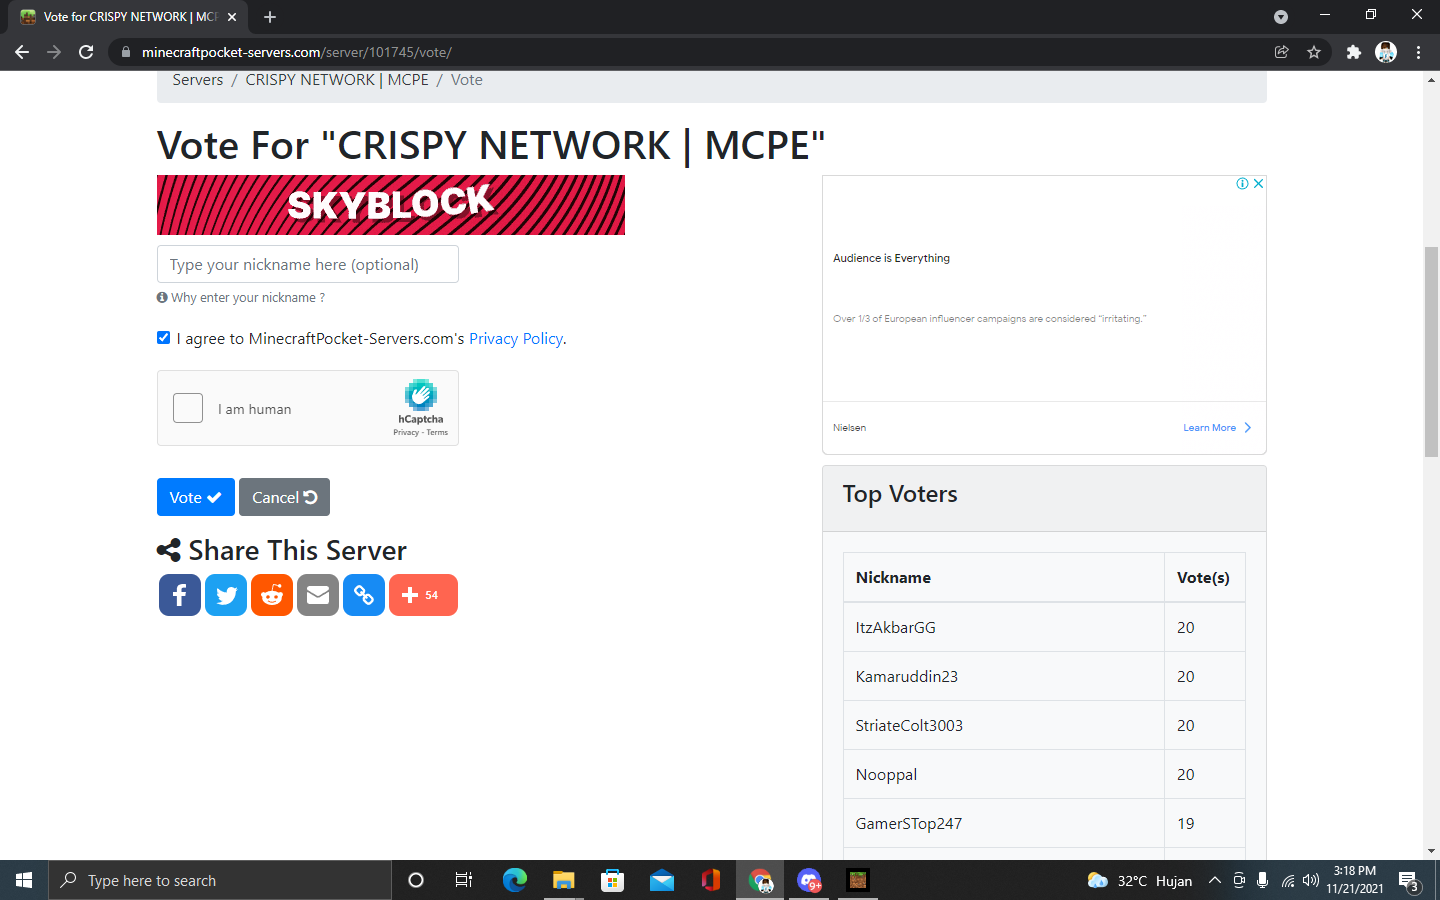 Vote for CRISPY NETWORK | MCP
minecraftpocket-servers.com/server/101745/vote/
Servers / CRISPY NETWORK | MCPE / Vote
Vote For "CRISPY NETWORK | MCPE"
SKYBLOCK
Type your nickname here (optional)
Why enter your nickname ?
I agree to MinecraftPocket-Servers.com's Privacy Policy.
I am human
hCaptcha
Privacy - Terms
Vote
Cancel
Share This Server
54
Audience is Everything
Over 1/3 of European influencer campaigns are considered "irritating."
Nielsen
Learn More
Top Voters
Nickname Vote(s)
ItzAkbarGG 20
Kamaruddin23 20
StriateColt3003 20
Nooppal 20
GamerSTop247 19
Type here to search
9+
32°C Hujan
3:18 PM
11/21/2021
3